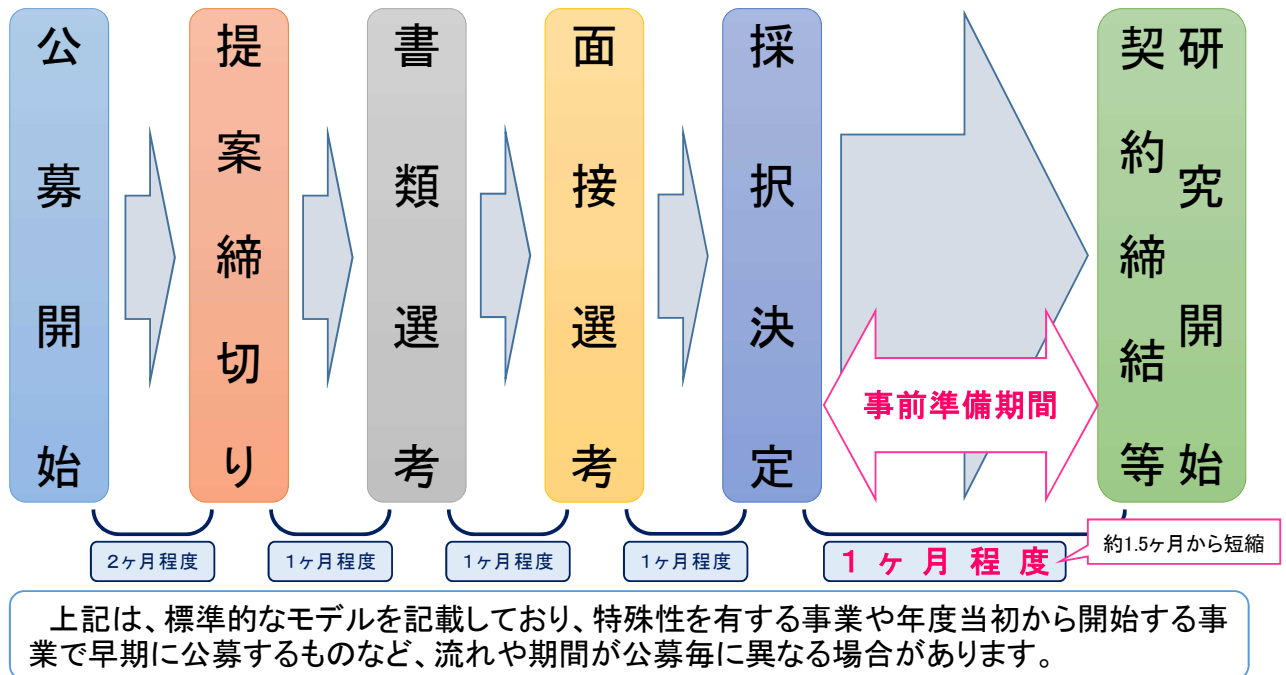 公募開始
提案締切り
書類選考
面接選考
採択決定
研究開始
契約締結等
事前準備期間
2ヶ月程度
1ヶ月程度
1ヶ月程度
1ヶ月程度
1ヶ月程度
約1.5ヶ月から短縮
上記は、標準的なモデルを記載しており、特殊性を有する事業や年度当初から開始する事
業で早期に公募するものなど、流れや期間が公募毎に異なる場合があります。